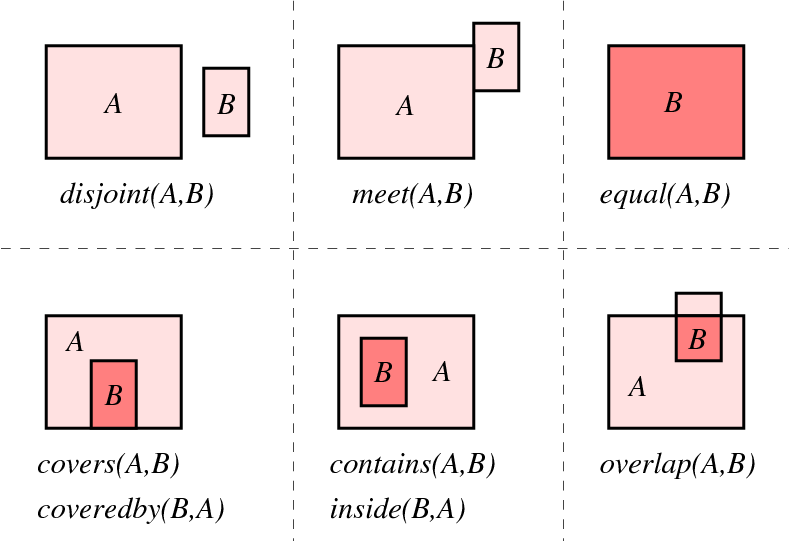 A
B
disjoint(A,B)
A
B
meet(A,B)
B
equal(A,B)
A
B
covers(A,B)
coveredby(B,A)
B
A
contains(A,B)
inside(B,A)
B
A
overlap(A,B)